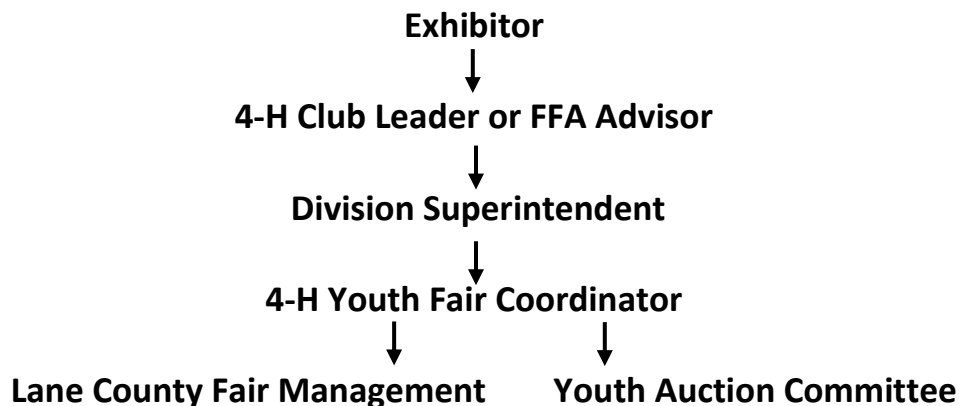 Exhibitor
4-H Club Leader or FFA Advisor
Division Superintendent
4-H Youth Fair Coordinator
Lane County Fair Management Youth Auction Committee